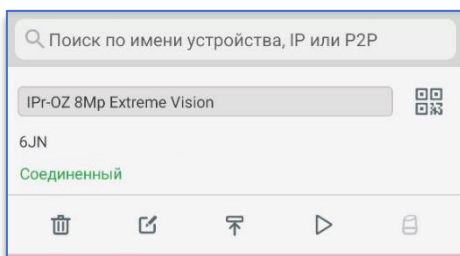 Поиск по имени устройства, IP или P2P
IPr-OZ 8Mp Extreme Vision
6JN
Соединенный